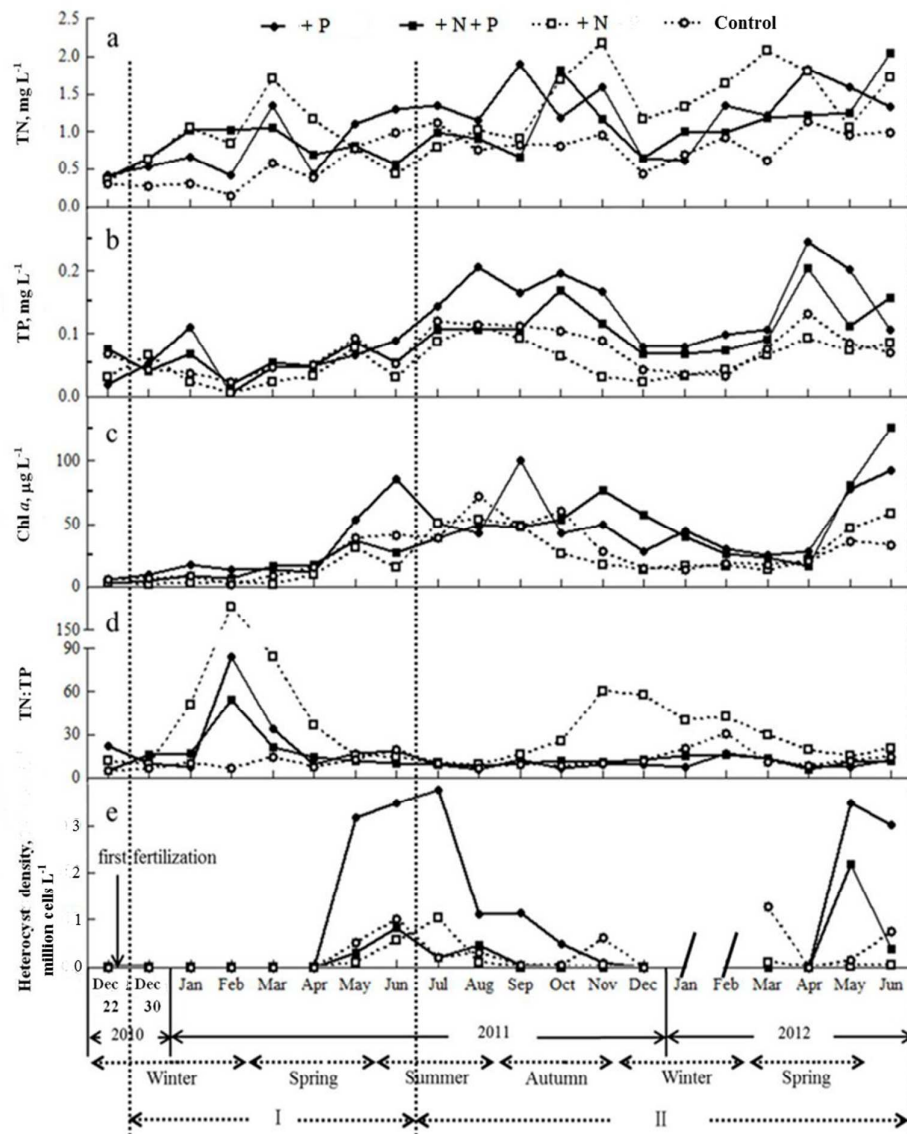 + P + N + P + N Control
a
TN, mg L-1
2.5
2.0
1.5
1.0
0.5
0.0
b
TP, mg L-1
0.2
0.1
0.0
c
Chl a, µg L-1
100
50
0
d
TN:TP
150
90
60
30
0
e
Heterocyst density,
million cells L-1
3
2
1
0
first fertilization
Dec 22 Dec 30 Jan Feb Mar Apr May Jun Jul Aug Sep Oct Nov Dec Jan Feb Mar Apr May Jun
2010 2011 2012
Winter Spring Summer Autumn Winter Spring
I II